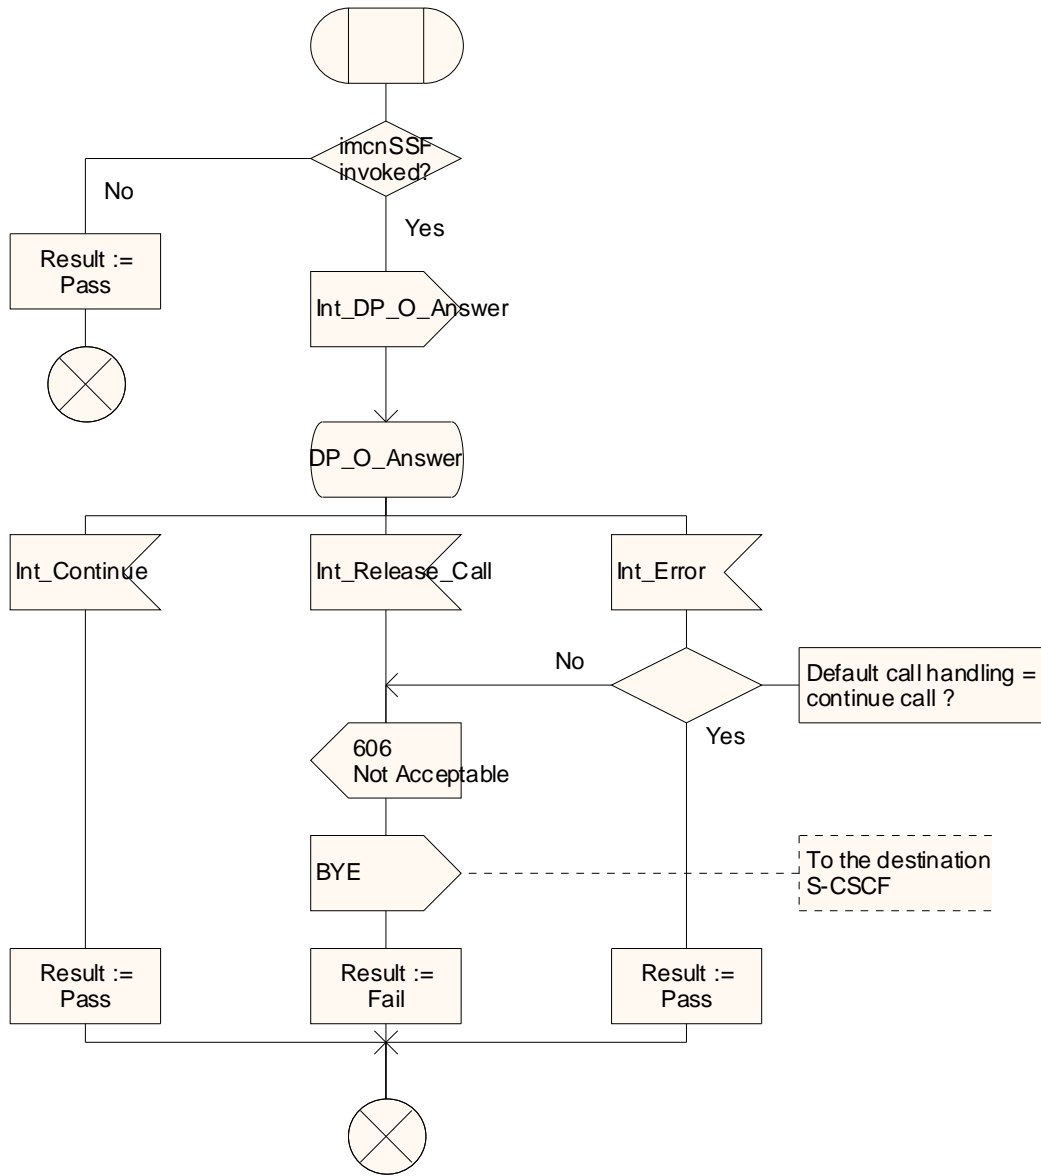 imcnSSF
invoked?
No
Yes
Result :=
Pass
Int_DP_O_Answer
DP_O_Answer
Int_Continue
Int_Release_Call
Int_Error
No
Default call handling =
continue call ?
Yes
606
Not Acceptable
BYE
To the destination
S-CSCF
Result :=
Pass
Result :=
Fail
Result :=
Pass